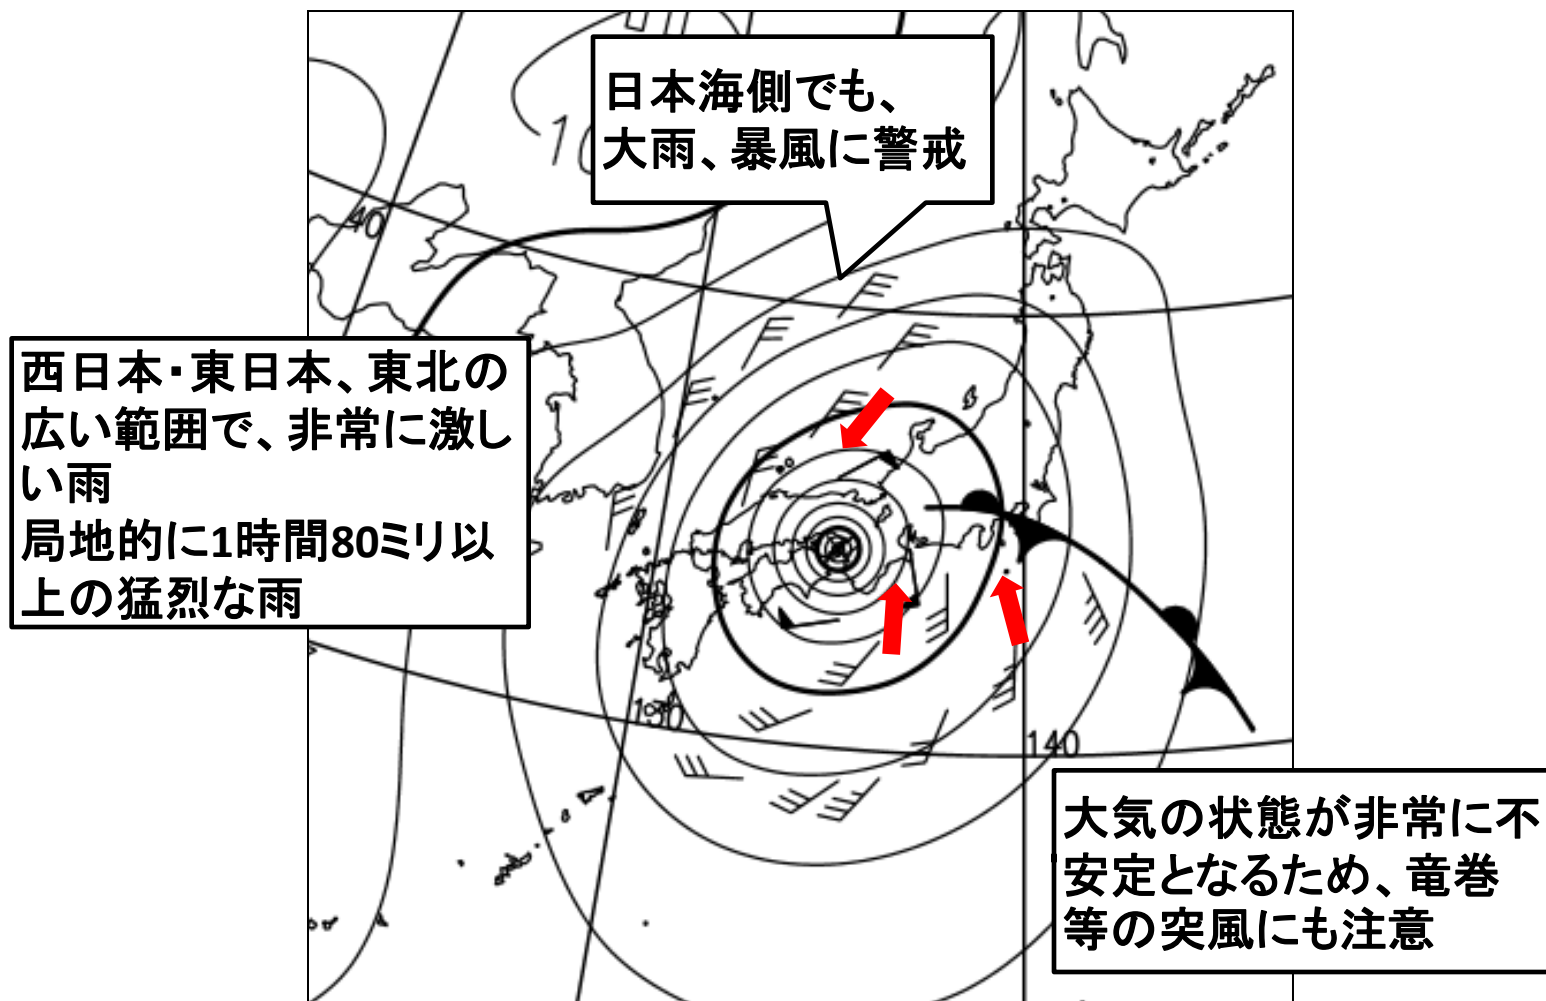 日本海側でも、
大雨、暴風に警戒
10
40
西日本・東日本、東北の
広い範囲で、非常に激し
い雨
局地的に1時間80ミリ以
上の猛烈な雨
130
140
大気の状態が非常に不
安定となるため、竜巻
等の突風にも注意